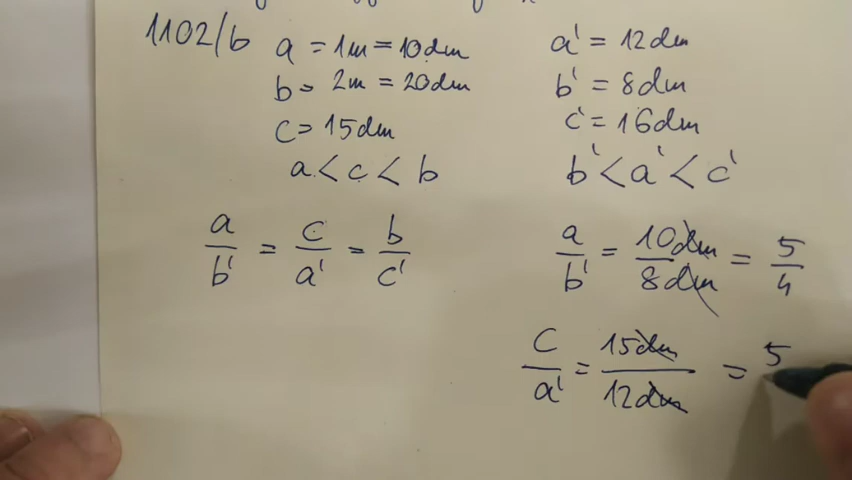 1102/b
a = 1m = 10dm
b = 2m = 20dm
c = 15dm
a < c < b
a' = 12dm
b' = 8dm
c' = 16dm
b' < a' < c'
a/b' = c/a' = b/c'
a/b' = 10dm/8dm = 5/4
c/a' = 15dm/12dm = 5